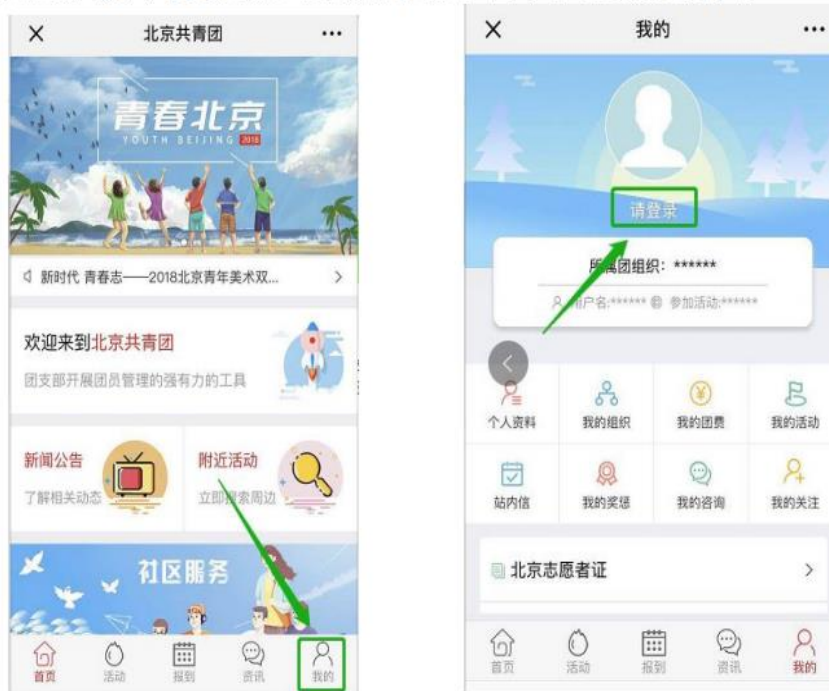 北京共青团
青春北京
YOUTH BEIJING 2018
新时代 青春志——2018北京青年美术双...
欢迎来到北京共青团
团支部开展团员管理的强有力的工具
新闻公告
了解相关动态
附近活动
立即搜索周边
社区服务
首页
活动
报到
资讯
我的
我的
请登录
所属团组织: ******
用户名:****** 参加活动:******
个人资料
我的组织
我的团费
我的活动
站内信
我的奖惩
我的咨询
我的关注
北京志愿者证
首页
活动
报到
资讯
我的